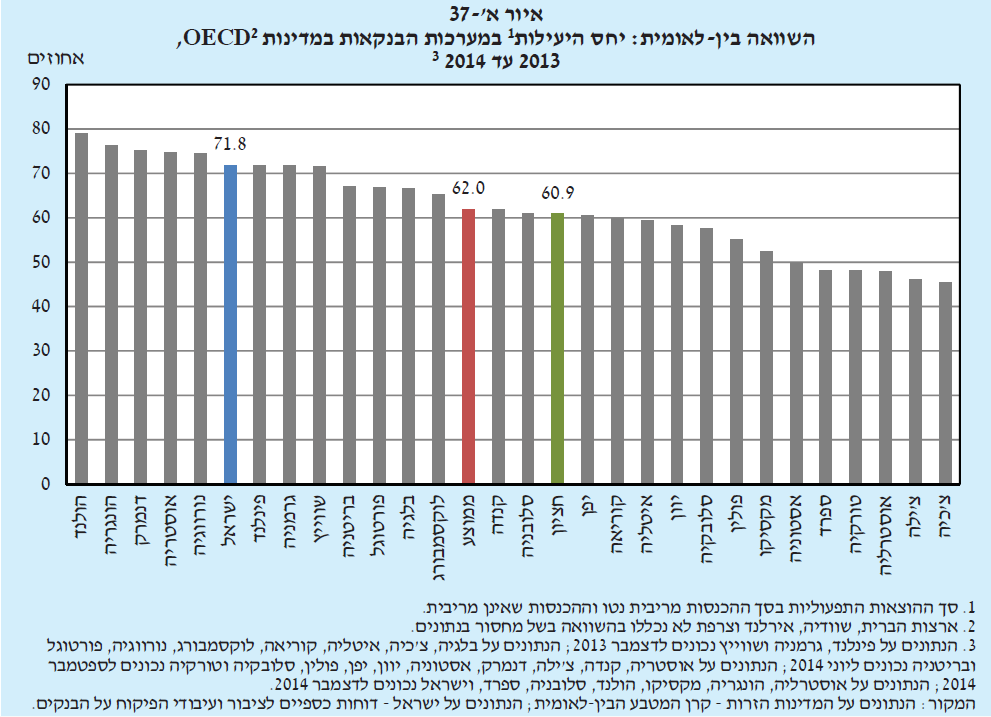 איור א'-37
השוואה בין-לאומית: יחס היעילות1 במערכות הבנקאות במדינות OECD2,
2013 עד 2014 3
אחוזים
90
80
70
60
50
40
30
20
10
0
71.8
62.0
60.9
הולנד
הונגריה
דנמרק
אוסטריה
נורווגיה
ישראל
פינלנד
גרמניה
שווייץ
בריטניה
פורטוגל
בלגיה
לוקסמבורג
ממוצע
קנדה
סלובניה
חציון
יפן
קוריאה
איטליה
יוון
סלובקיה
פולין
מקסיקו
אסטוניה
ספרד
טורקיה
אוסטרליה
צ'ילה
צ'כיה
1. סך ההוצאות התפעוליות בסך ההכנסות מריבית נטו וההכנסות שאינן מריבית.
2. ארצות הברית, שוודיה, אירלנד וצרפת לא נכללו בהשוואה בשל מחסור בנתונים.
3. הנתונים על פינלנד, גרמניה ושווייץ נכונים לדצמבר 2013; הנתונים על בלגיה, צ'כיה, איטליה, קוריאה, לוקסמבורג, נורווגיה, פורטוגל
ובריטניה נכונים ליוני 2014; הנתונים על אוסטריה, קנדה, צ'ילה, דנמרק, אסטוניה, יוון, יפן, פולין, סלובקיה וטורקיה נכונים לספטמבר
2014; הנתונים על אוסטרליה, הונגריה, מקסיקו, הולנד, סלובניה, ספרד, וישראל נכונים לדצמבר 2014.
המקור: הנתונים על המדינות הזרות - קרן המטבע הבין-לאומית; הנתונים על ישראל - דוחות כספיים לציבור ועיבודי הפיקוח על הבנקים.